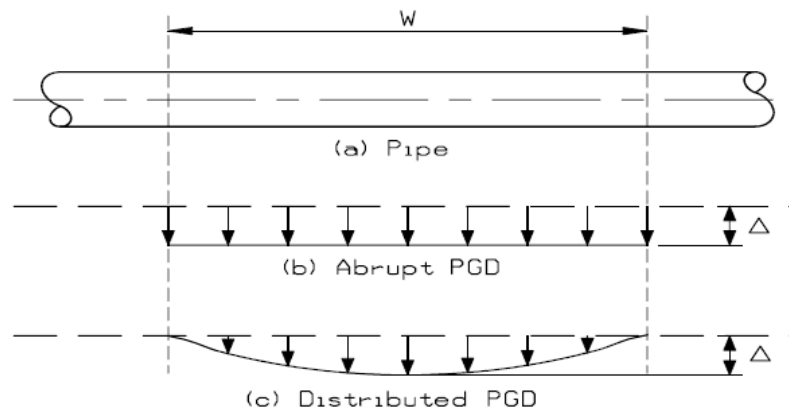 W
(a) Pipe
△
(b) Abrupt PGD
△
(c) Distributed PGD